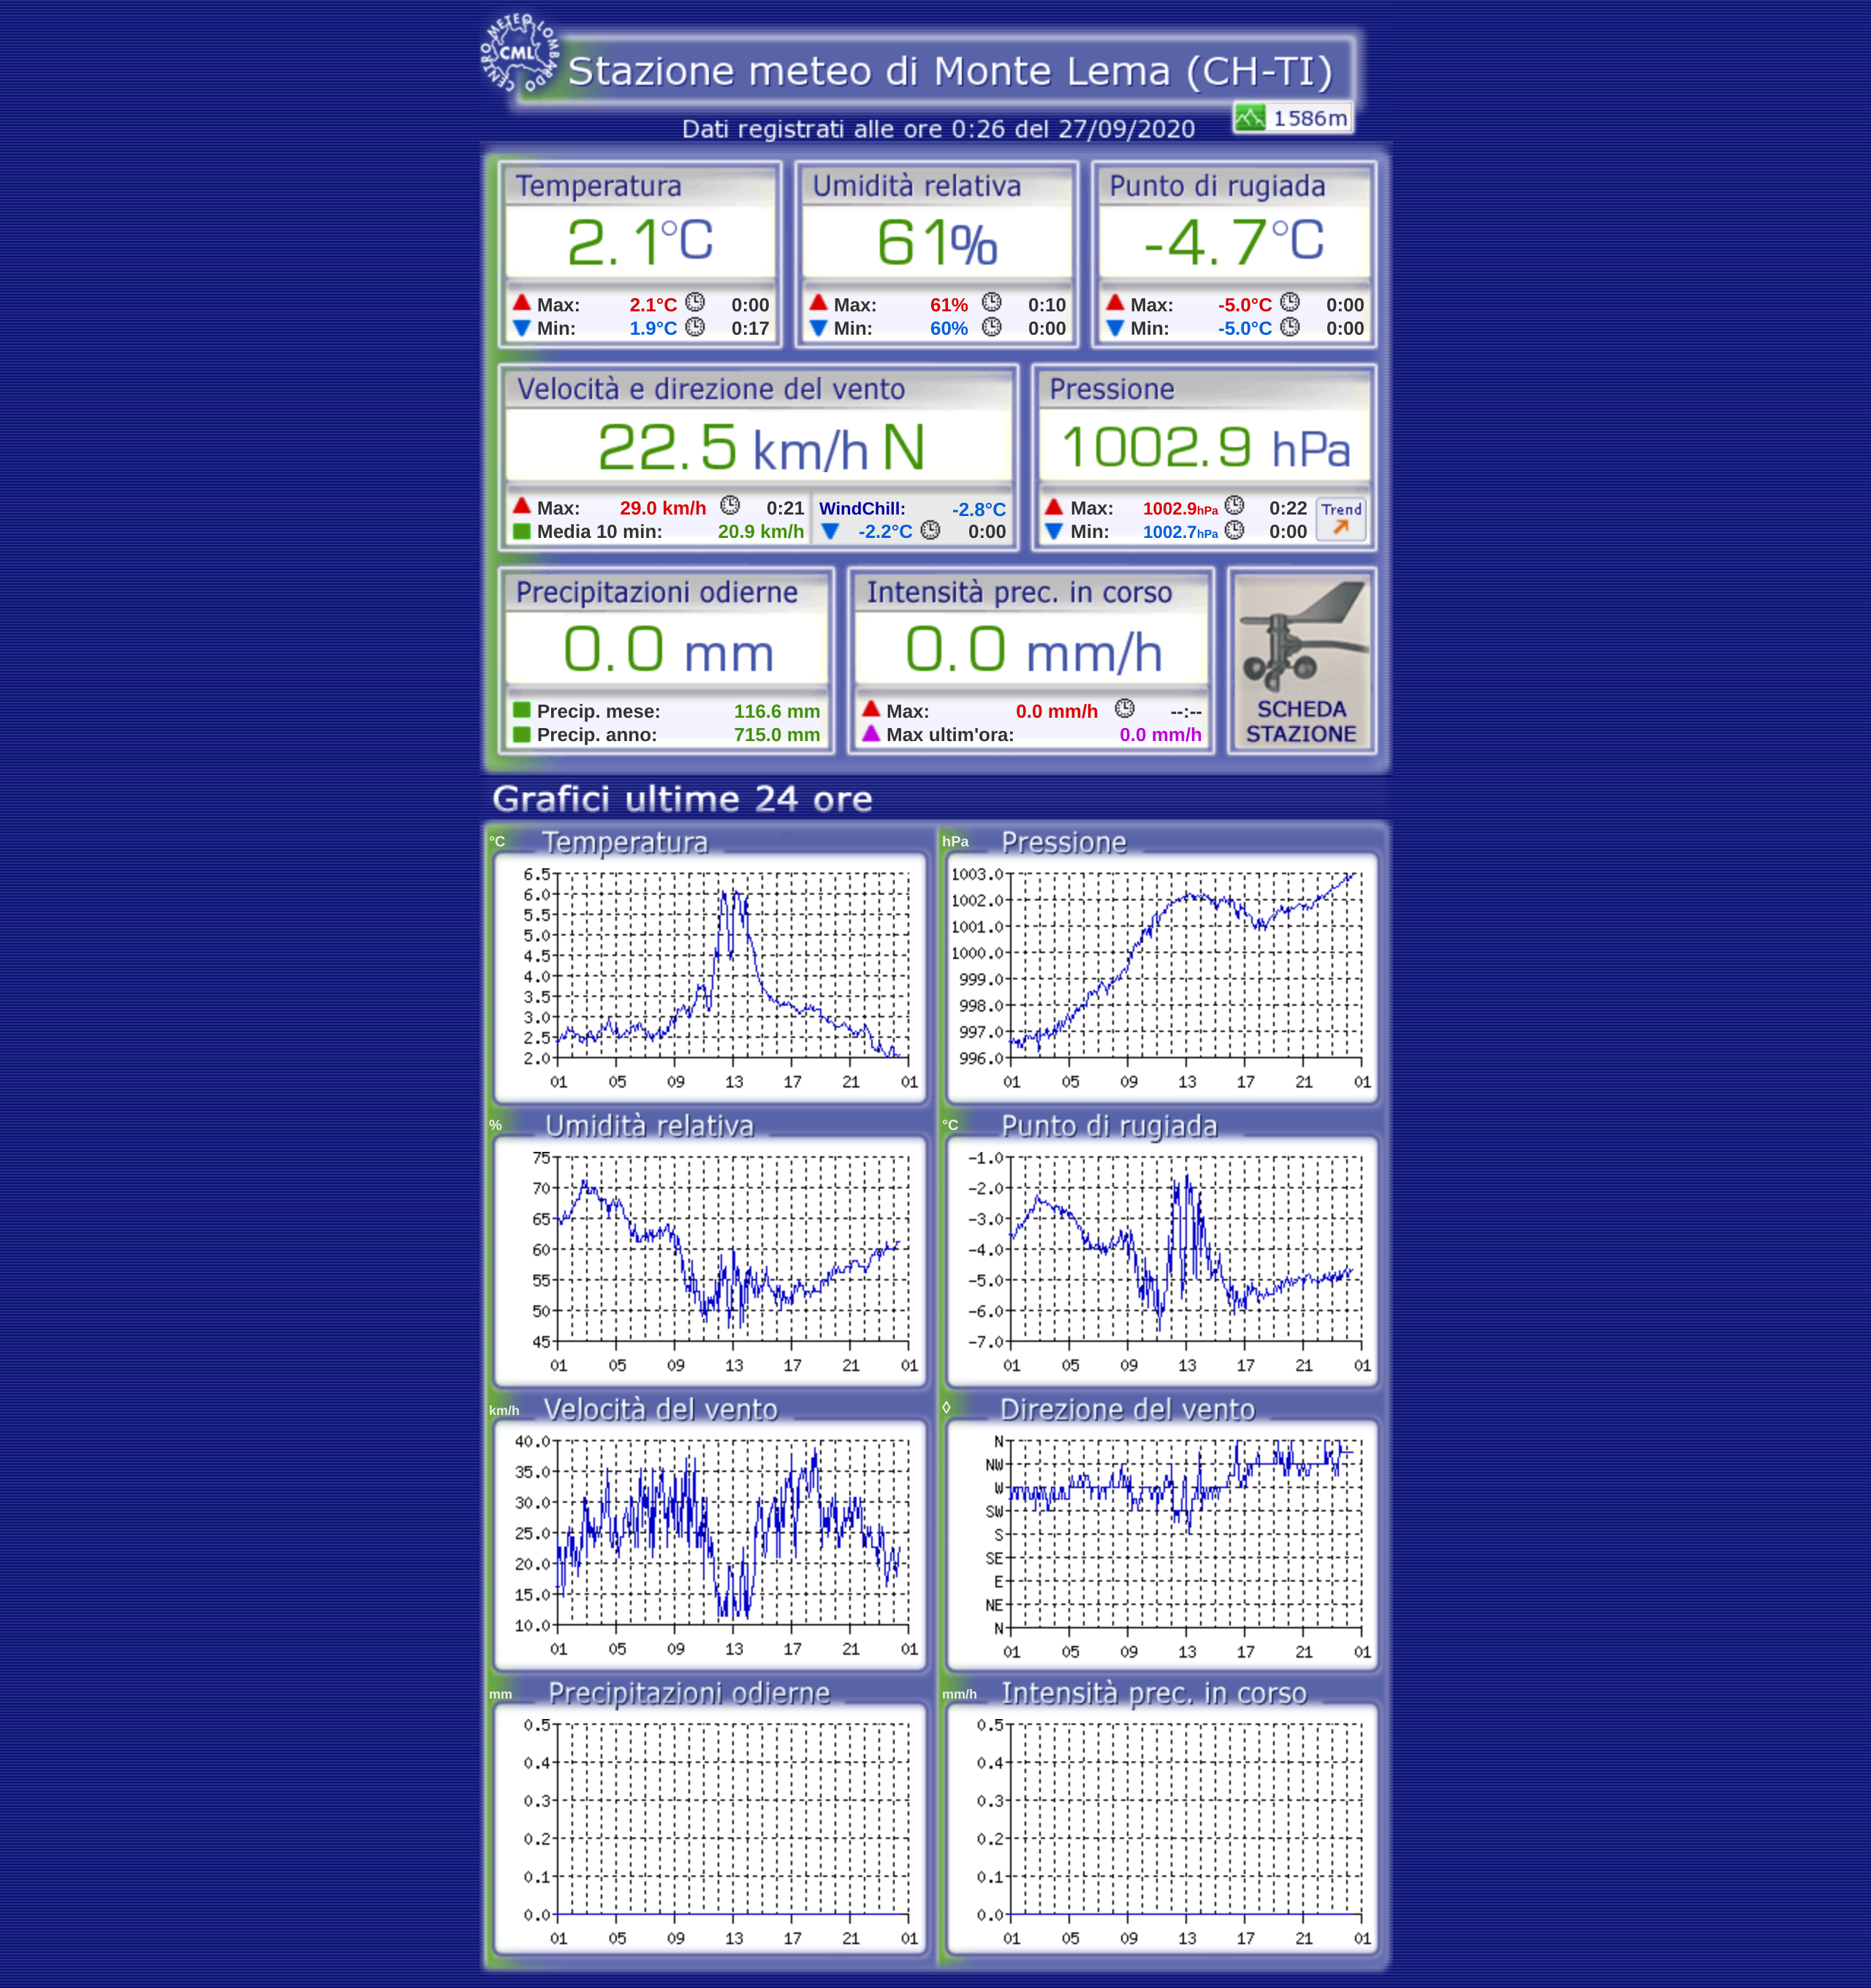 CENTRO METEO LOMBARDO
CML
Stazione meteo di Monte Lema (CH-TI)
1586m
Dati registrati alle ore 0:26 del 27/09/2020
Temperatura
2.1°C
Max: 2.1°C 0:00
Min: 1.9°C 0:17
Umidità relativa
61%
Max: 61% 0:10
Min: 60% 0:00
Punto di rugiada
-4.7°C
Max: -5.0°C 0:00
Min: -5.0°C 0:00
Velocità e direzione del vento
22.5 km/h N
Max: 29.0 km/h 0:21
Media 10 min: 20.9 km/h
WindChill: -2.8°C
-2.2°C 0:00
Pressione
1002.9 hPa
Max: 1002.9hPa 0:22
Min: 1002.7hPa 0:00
Trend
Precipitazioni odierne
0.0 mm
Precip. mese: 116.6 mm
Precip. anno: 715.0 mm
Intensità prec. in corso
0.0 mm/h
Max: 0.0 mm/h --:--
Max ultim'ora: 0.0 mm/h
SCHEDA
STAZIONE
Grafici ultime 24 ore
°C Temperatura
6.5
6.0
5.5
5.0
4.5
4.0
3.5
3.0
2.5
2.0
01 05 09 13 17 21 01
hPa Pressione
1003.0
1002.0
1001.0
1000.0
999.0
998.0
997.0
996.0
01 05 09 13 17 21 01
% Umidità relativa
75
70
65
60
55
50
45
01 05 09 13 17 21 01
°C Punto di rugiada
-1.0
-2.0
-3.0
-4.0
-5.0
-6.0
-7.0
01 05 09 13 17 21 01
km/h Velocità del vento
40.0
35.0
30.0
25.0
20.0
15.0
10.0
01 05 09 13 17 21 01
◊ Direzione del vento
N
NW
W
SW
S
SE
E
NE
N
01 05 09 13 17 21 01
mm Precipitazioni odierne
0.5
0.4
0.3
0.2
0.1
0.0
01 05 09 13 17 21 01
mm/h Intensità prec. in corso
0.5
0.4
0.3
0.2
0.1
0.0
01 05 09 13 17 21 01